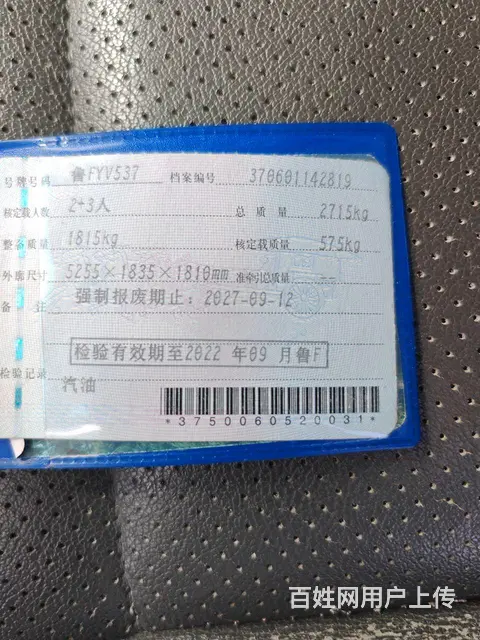 号牌号码 鲁FYV537 档案编号 370601142819
核定载人数 2+3人 总质量 2715kg
整备质量 1815kg 核定载质量 575kg
外廓尺寸 5255×1835×1810mm 准牵引总质量 --
备注 强制报废期止：2027-09-12
检验有效期至2022 年09 月鲁F
检验记录
汽油
*3750060520031*
百姓网用户上传